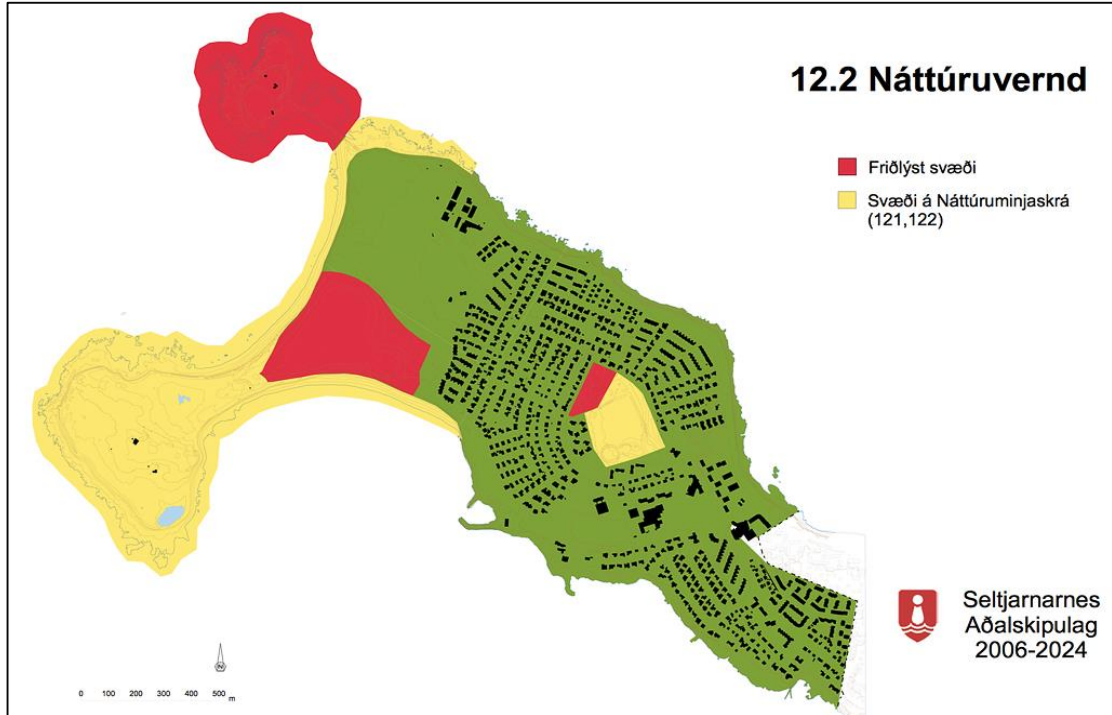 12.2 Náttúruvernd
Friðlýst svæði
Svæði á Náttúruminjaskrá
(121,122)
Seltjarnarnes
Aðalskipulag
2006-2024
N
0 100 200 300 400 500 m